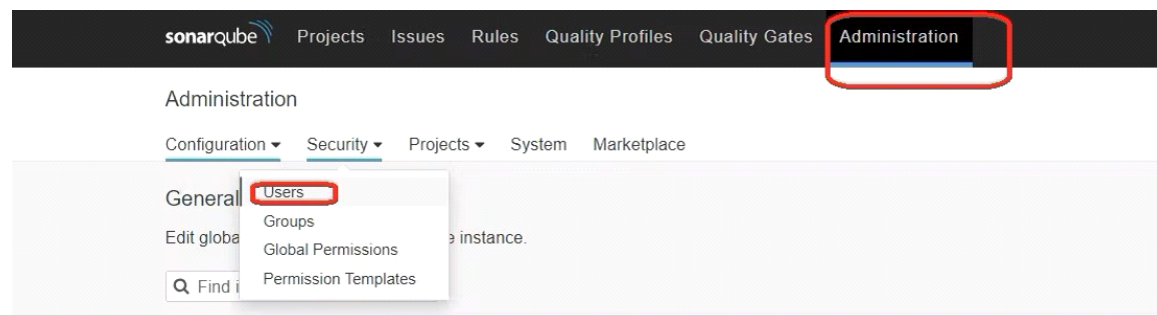 sonarqube Projects Issues Rules Quality Profiles Quality Gates Administration
Administration
Configuration Security Projects System Marketplace
General
Users
Groups
Edit globa e instance.
Global Permissions
Permission Templates
Find i